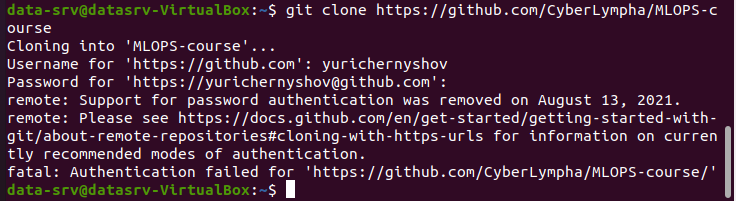 data-srv@datasrv-VirtualBox:~$ git clone https://github.com/CyberLympha/MLOPS-c
ourse
Cloning into 'MLOPS-course'...
Username for 'https://github.com': yurichernyshov
Password for 'https://yurichernyshov@github.com':
remote: Support for password authentication was removed on August 13, 2021.
remote: Please see https://docs.github.com/en/get-started/getting-started-with-
git/about-remote-repositories#cloning-with-https-urls for information on curren
tly recommended modes of authentication.
fatal: Authentication failed for 'https://github.com/CyberLympha/MLOPS-course/'
data-srv@datasrv-VirtualBox:~$